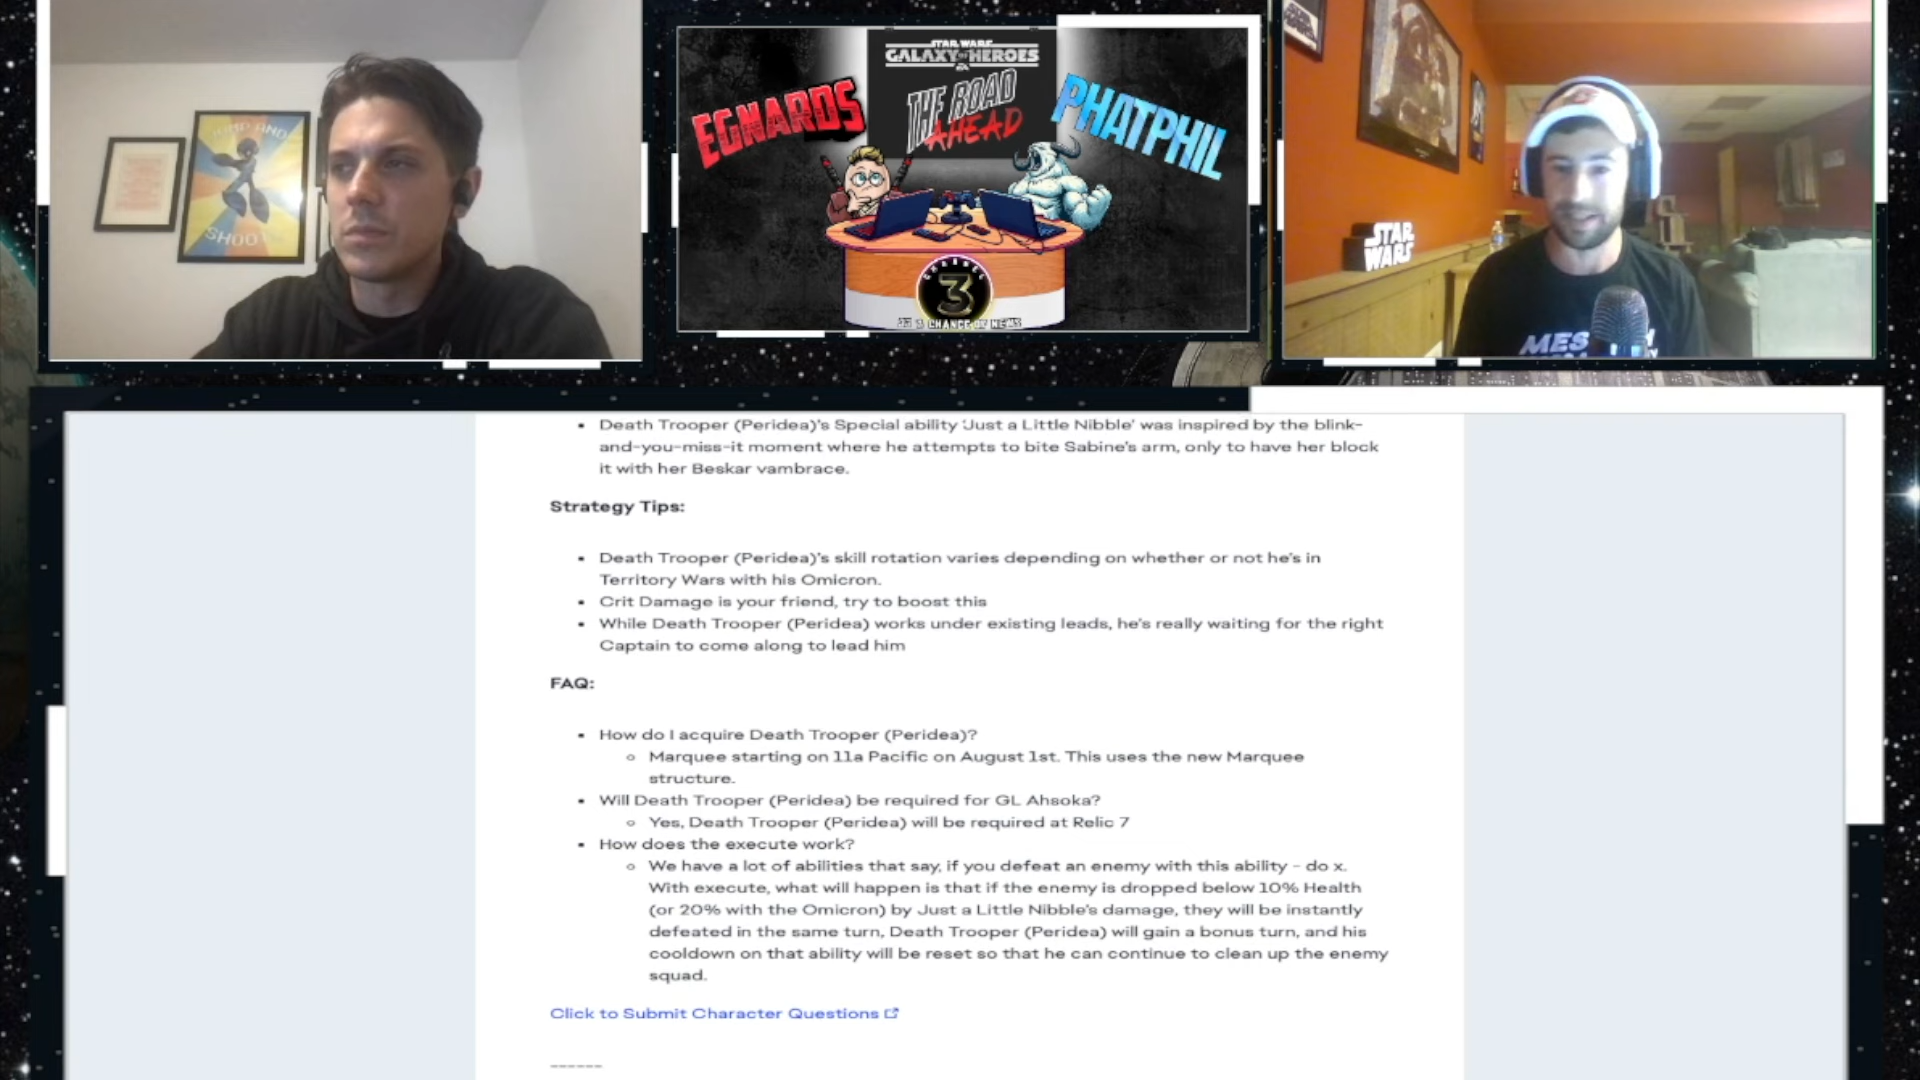 JUMP AND
SHOOT
STAR WARS
GALAXY OF HEROES
EA
THE ROAD
AHEAD
EGNARDS
PHATPHIL
CHANNEL
3
STAR
WARS
Death Trooper (Peridea)'s Special ability 'Just a Little Nibble' was inspired by the blink-
and-you-miss-it moment where he attempts to bite Sabine's arm, only to have her block
it with her Beskar vambrace.
Strategy Tips:
Death Trooper (Peridea)'s skill rotation varies depending on whether or not he's in
Territory Wars with his Omicron.
Crit Damage is your friend, try to boost this
While Death Trooper (Peridea) works under existing leads, he's really waiting for the right
Captain to come along to lead him
FAQ:
How do I acquire Death Trooper (Peridea)?
Marquee starting on 11a Pacific on August 1st. This uses the new Marquee
structure.
Will Death Trooper (Peridea) be required for GL Ahsoka?
Yes, Death Trooper (Peridea) will be required at Relic 7
How does the execute work?
We have a lot of abilities that say, if you defeat an enemy with this ability - do x.
With execute, what will happen is that if the enemy is dropped below 10% Health
(or 20% with the Omicron) by Just a Little Nibble's damage, they will be instantly
defeated in the same turn, Death Trooper (Peridea) will gain a bonus turn, and his
cooldown on that ability will be reset so that he can continue to clean up the enemy
squad.
Click to Submit Character Questions
------